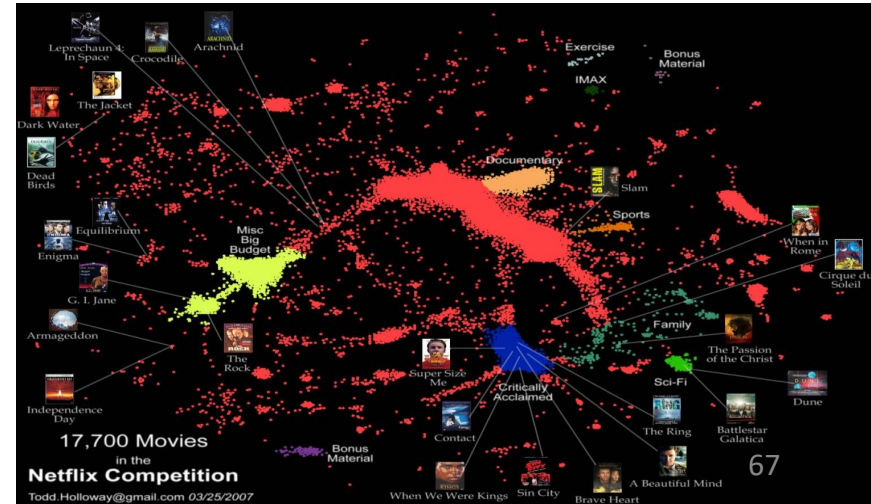 Leprechaun 4:
In Space
Crocodile
Arachnid
Exercise
Bonus
Material
IMAX
The Jacket
Dark Water
Dead
Birds
Documentary
SLAM
Slam
Sports
Equilibrium
Enigma
Misc
Big
Budget
When in
Rome
Cirque du
Soleil
G. I. Jane
Armageddon
The
Rock
Family
The Passion
of the Christ
Super Size
Me
Critically
Acclaimed
Sci-Fi
Dune
Independence
Day
Contact
The Ring
Battlestar
Galatica
17,700 Movies
in the
Netflix Competition
Todd.Holloway@gmail.com 03/25/2007
Bonus
Material
When We Were Kings
Sin City
Brave Heart
A Beautiful Mind
67